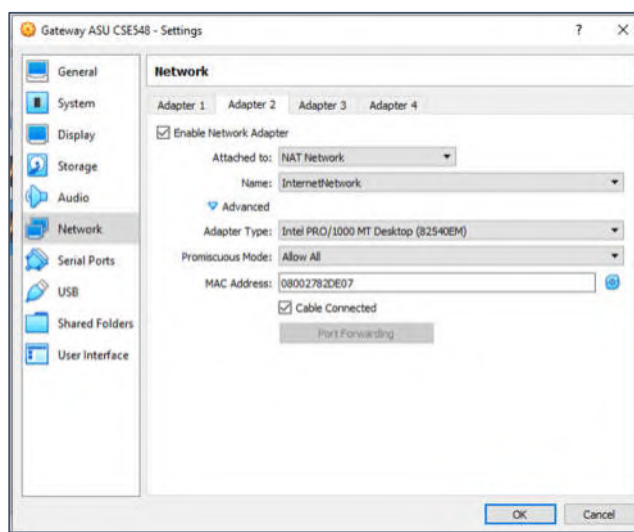 Gateway ASU CSE548 - Settings ? ×
General
System
Display
Storage
Audio
Network
Serial Ports
USB
Shared Folders
User Interface
Network
Adapter 1 Adapter 2 Adapter 3 Adapter 4
Enable Network Adapter
Attached to: NAT Network
Name: InternetNetwork
Advanced
Adapter Type: Intel PRO/1000 MT Desktop (82540EM)
Promiscuous Mode: Allow All
MAC Address: 08002782DE07
Cable Connected
Port Forwarding
OK Cancel